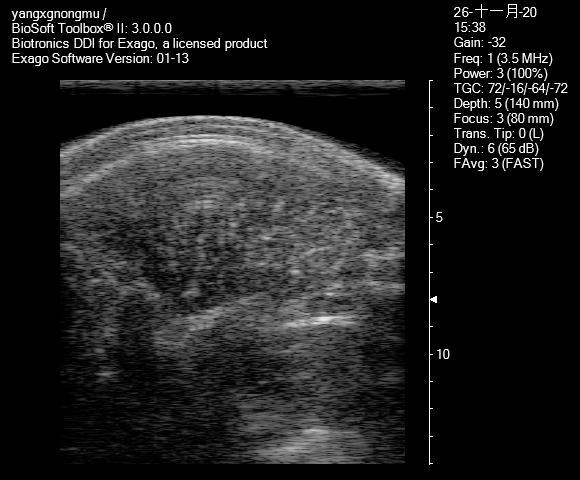 yangxgnongmu /
BioSoft Toolbox® II: 3.0.0.0
Biotronics DDI for Exago, a licensed product
Exago Software Version: 01-13
26-十一月-20
15:38
Gain: -32
Freq: 1 (3.5 MHz)
Power: 3 (100%)
TGC: 72/-16/-64/-72
Depth: 5 (140 mm)
Focus: 3 (80 mm)
Trans. Tip: 0 (L)
Dyn.: 6 (65 dB)
FAvg: 3 (FAST)
5
10